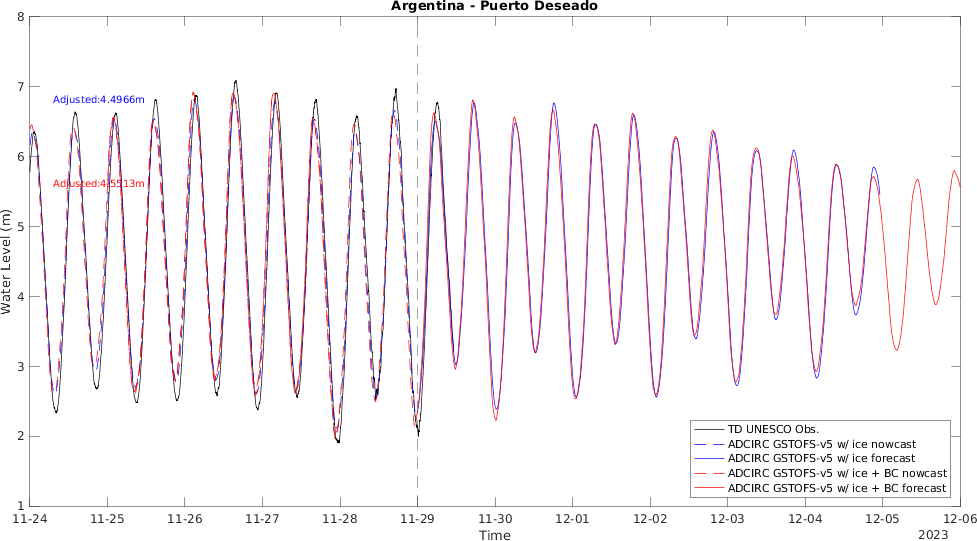 Argentina - Puerto Deseado
8
7
6
5
4
3
2
1
Water Level (m)
Adjusted:4.4966m
Adjusted:4.5513m
TD UNESCO Obs.
ADCIRC GSTOFS-v5 w/ ice nowcast
ADCIRC GSTOFS-v5 w/ ice forecast
ADCIRC GSTOFS-v5 w/ ice + BC nowcast
ADCIRC GSTOFS-v5 w/ ice + BC forecast
11-24 11-25 11-26 11-27 11-28 11-29 11-30 12-01 12-02 12-03 12-04 12-05 12-06
Time
2023